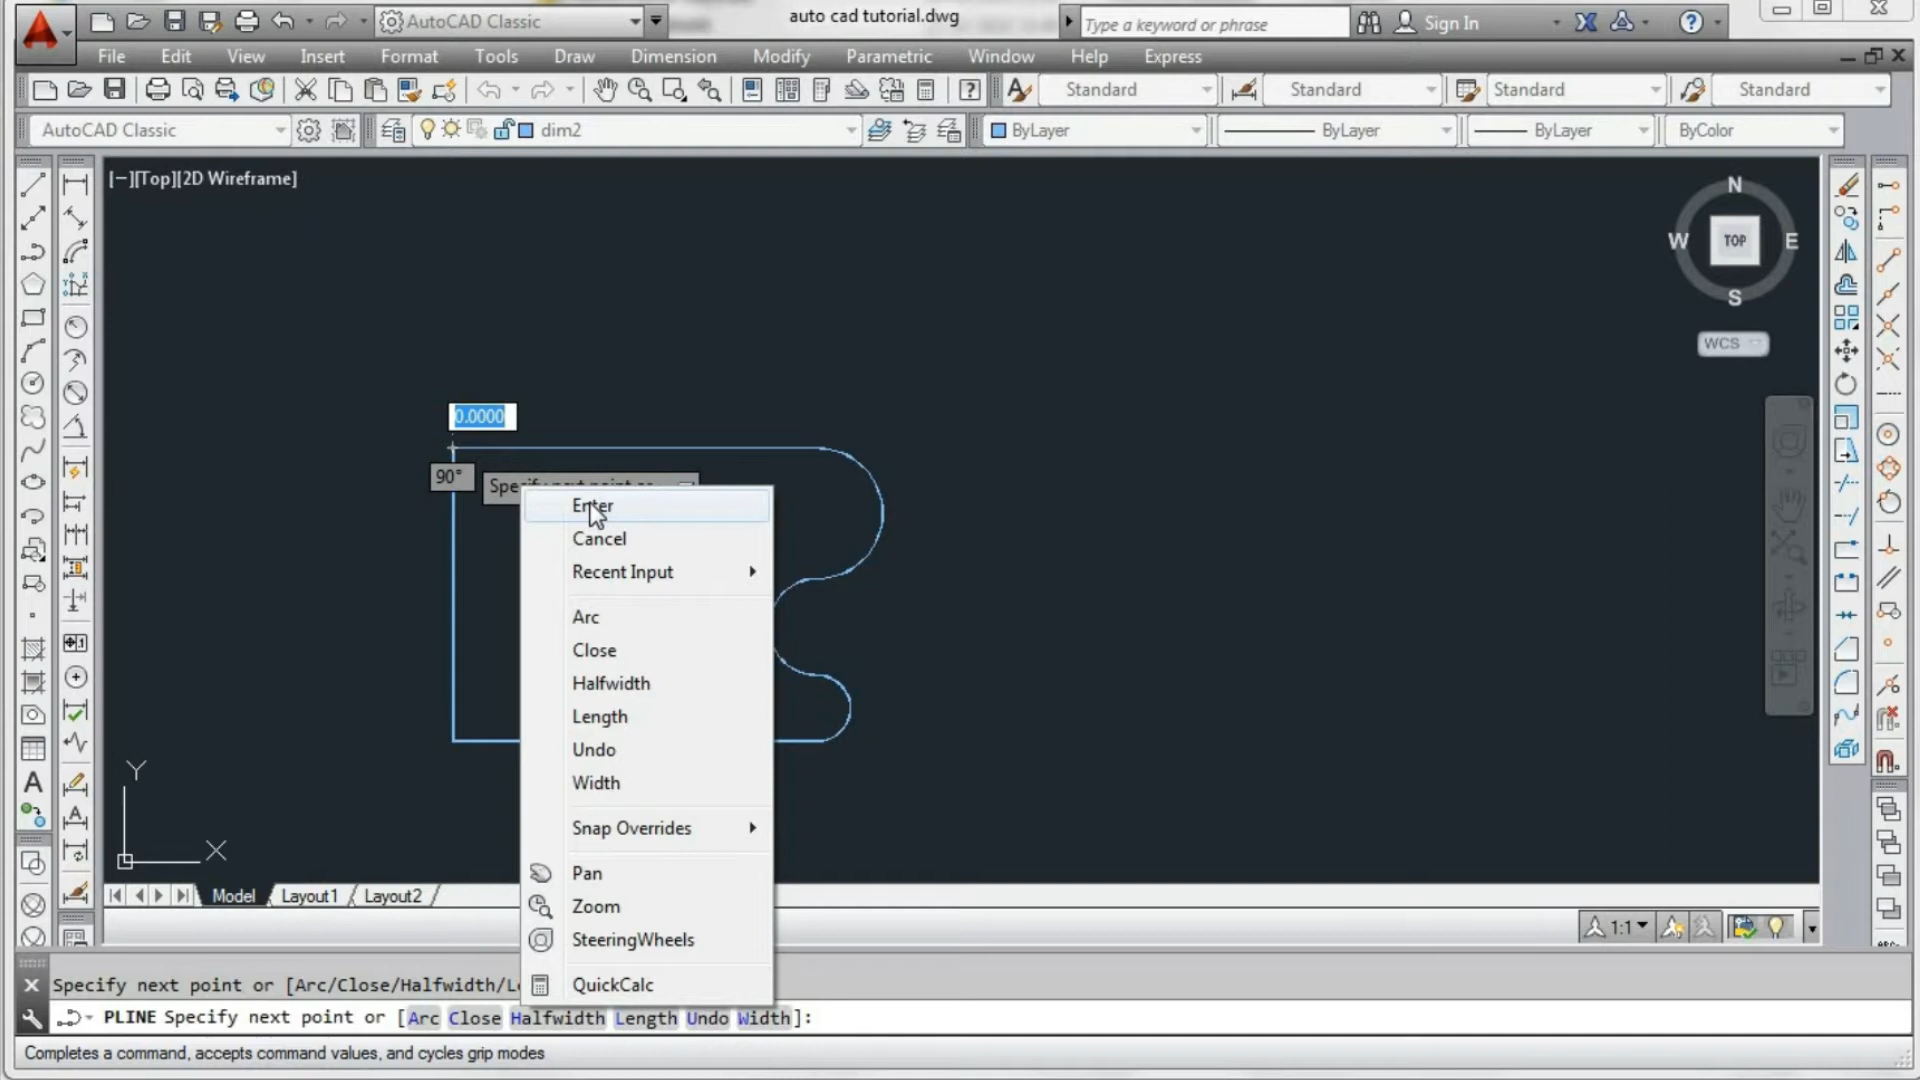 AutoCAD Classic
auto cad tutorial.dwg
Type a keyword or phrase
Sign In
File Edit View Insert Format Tools Draw Dimension Modify Parametric Window Help Express
Standard Standard Standard Standard
AutoCAD Classic
dim2
ByLayer ByLayer ByLayer ByColor
[−][Top][2D Wireframe]
N
W TOP E
S
WCS
0.0000
90°
Enter
Cancel
Recent Input
Arc
Close
Halfwidth
Length
Undo
Width
Snap Overrides
Pan
Zoom
SteeringWheels
QuickCalc
Y
X
A
Model Layout1 Layout2
1:1
Specify next point or [Arc/Close/Halfwidth/
PLINE Specify next point or [Arc Close Halfwidth Length Undo Width]:
Completes a command, accepts command values, and cycles grip modes